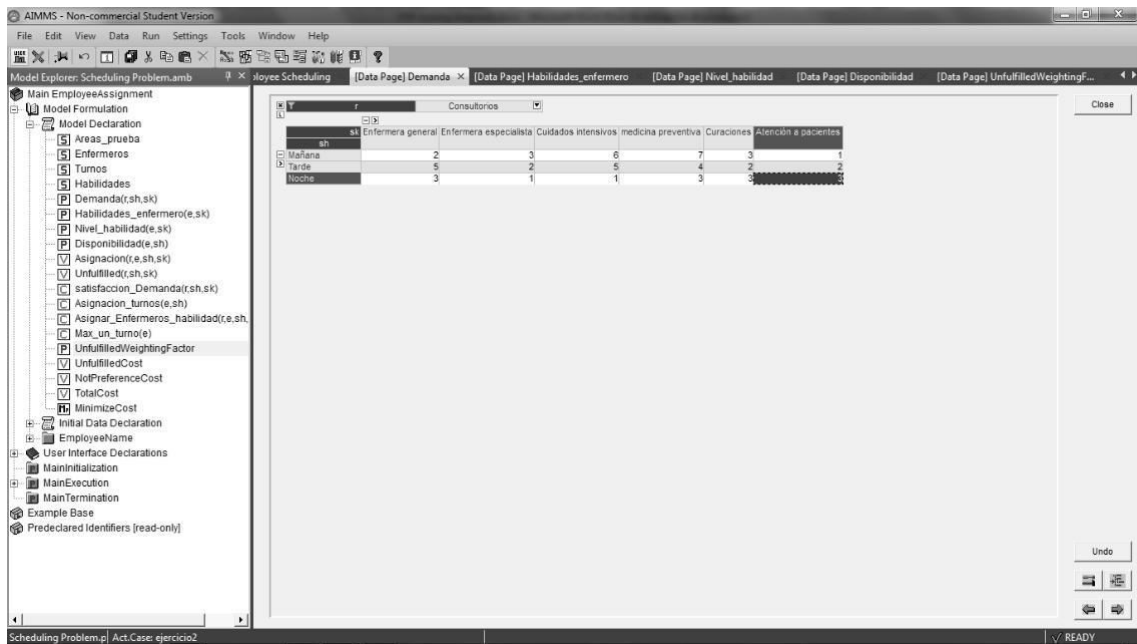 AIMMS - Non-commercial Student Version
File Edit View Data Run Settings Tools Window Help
Model Explorer: Scheduling Problem.amb
oloyee Scheduling [Data Page] Demanda [Data Page] Habilidades_enfermero [Data Page] Nivel_habilidad [Data Page] Disponibilidad [Data Page] UnfulfilledWeightingF...
Main EmployeeAssignment
Model Formulation
Model Declaration
S Areas_prueba
S Enfermeros
S Turnos
S Habilidades
P Demanda(r,sh,sk)
P Habilidades_enfermero(e,sk)
P Nivel_habilidad(e,sk)
P Disponibilidad(e,sh)
V Asignacion(r,e,sh,sk)
V Unfulfilled(r,sh,sk)
C satisfaccion_Demanda(r,sh,sk)
C Asignacion_turnos(e,sh)
C Asignar_Enfermeros_habilidad(r,e,sh,
C Max_un_turno(e)
P UnfulfilledWeightingFactor
V UnfulfilledCost
V NotPreferenceCost
V TotalCost
MinimizeCost
Initial Data Declaration
EmployeeName
User Interface Declarations
MainInitialization
MainExecution
MainTermination
Example Base
Predeclared Identifiers [read-only]
r Consultorios
sk Enfermera general Enfermera especialista Cuidados intensivos medicina preventiva Curaciones Atención a pacientes
sh
Mañana 2 3 6 7 3 1
Tarde 5 2 5 4 2 2
Noche 3 1 1 3 3 3
Close
Undo
Scheduling Problem.p Act.Case: ejercicio2 READY